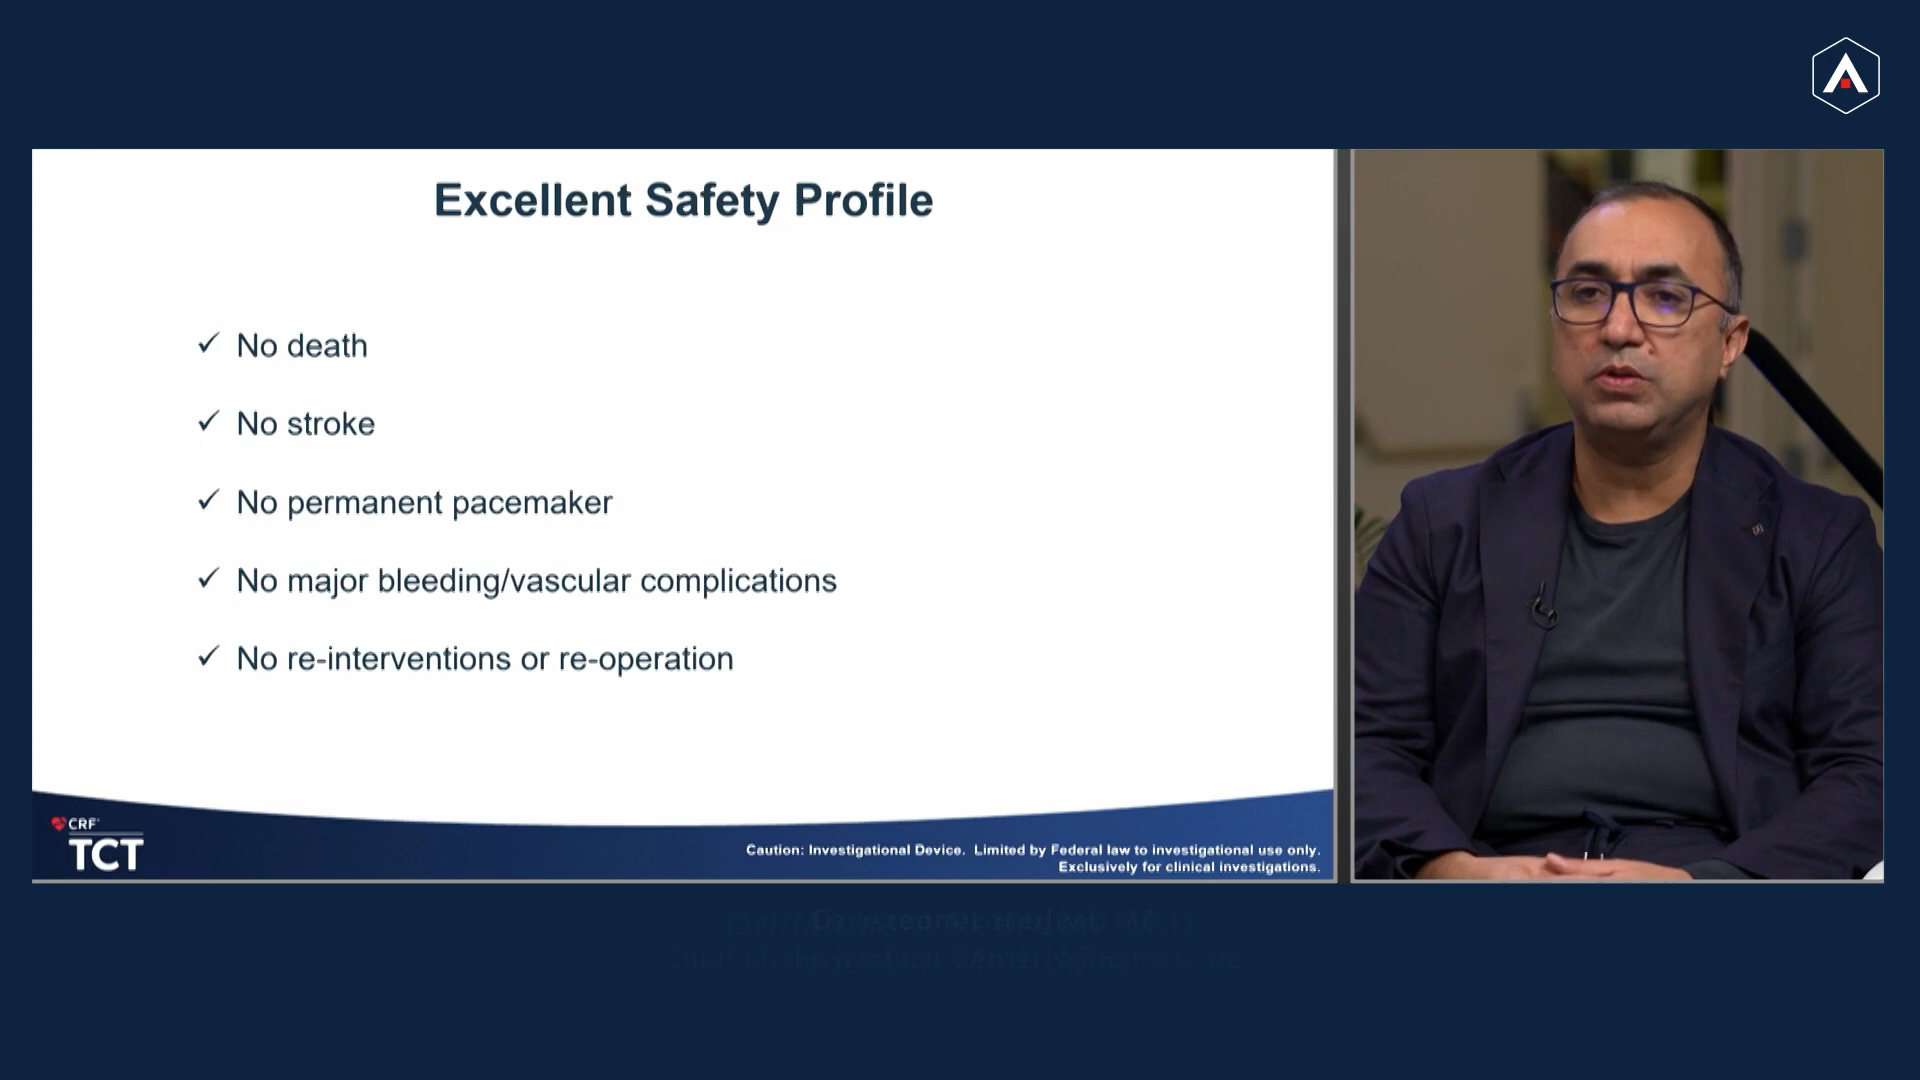 Excellent Safety Profile
✓ No death
✓ No stroke
✓ No permanent pacemaker
✓ No major bleeding/vascular complications
✓ No re-interventions or re-operation
CRF
TCT
Caution: Investigational Device. Limited by Federal law to investigational use only.
Exclusively for clinical investigations.